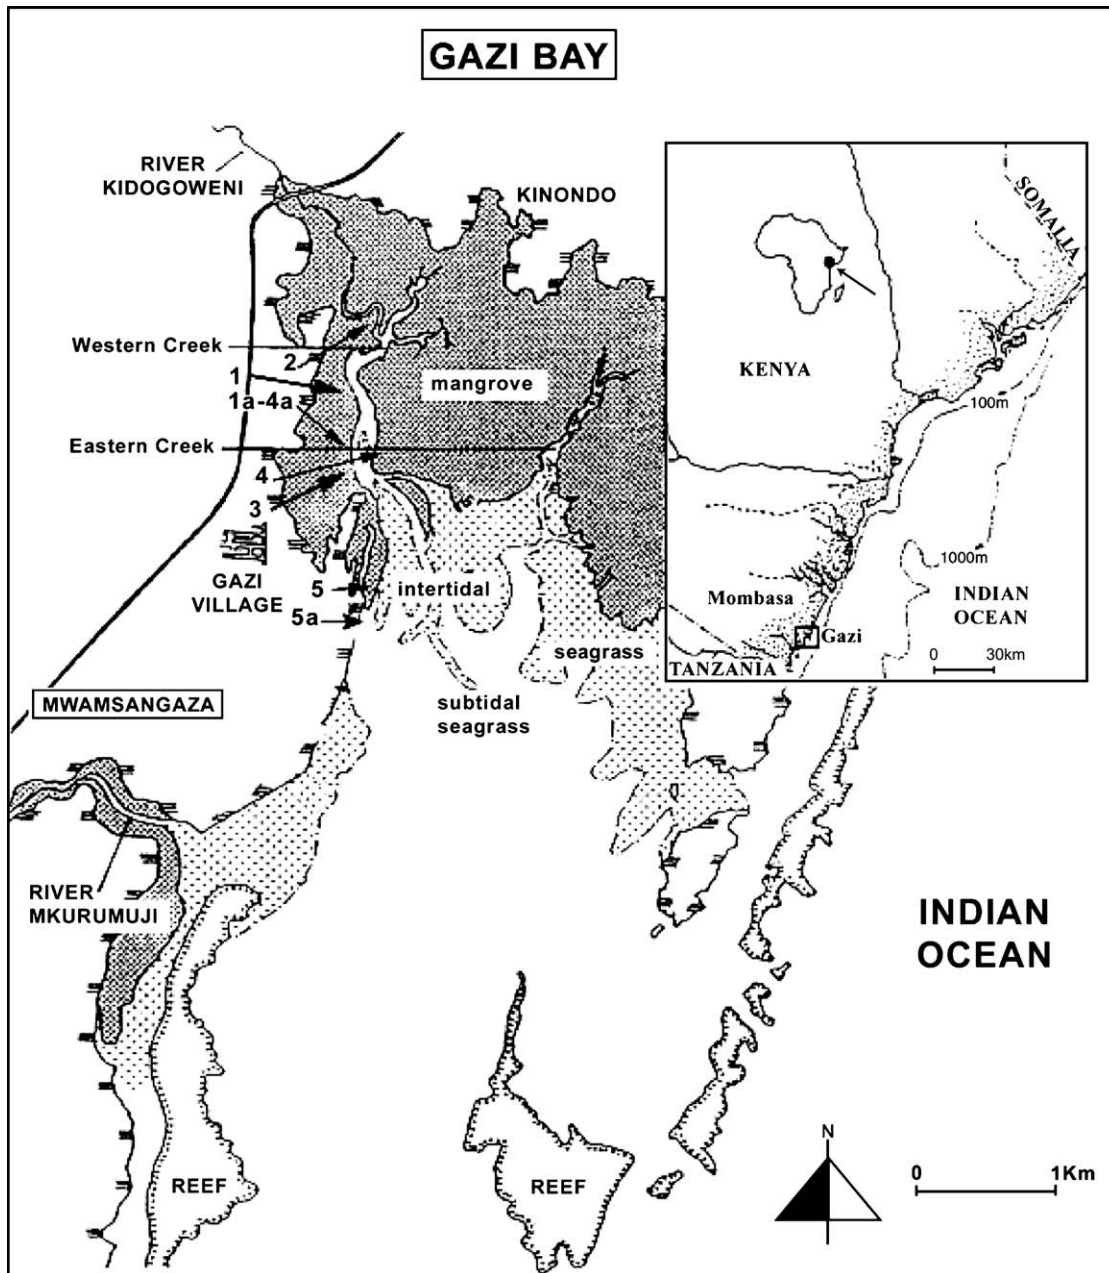 GAZI BAY
RIVER
KIDOGOWENI
KINONDO
Western Creek
2
1
mangrove
1a-4a
Eastern Creek
4
3
GAZI
VILLAGE
5
intertidal
5a
seagrass
subtidal
seagrass
MWAMSANGAZA
RIVER
MKURUMUJI
REEF
REEF
INDIAN
OCEAN
N
0 1Km
SOMALIA
KENYA
100m
1000m
Mombasa
INDIAN
OCEAN
Gazi
0 30km
TANZANIA